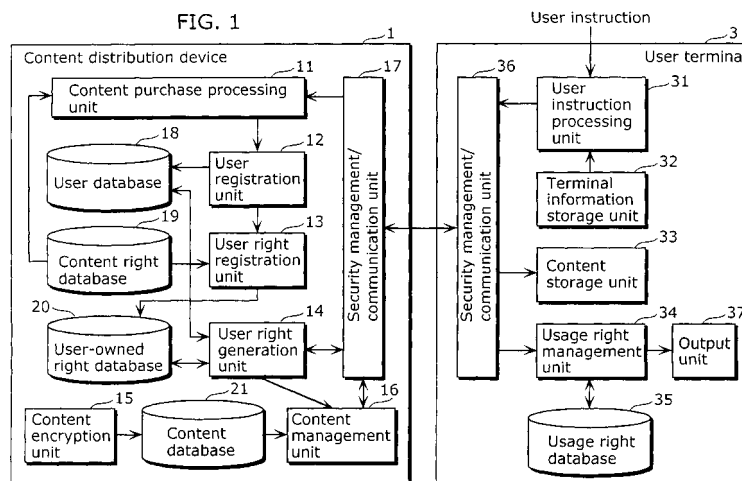 FIG. 1
User instruction
1
3
Content distribution device
User termina
11
Content purchase processing
unit
17
36
31
User
instruction
processing
unit
18
User database
12
User
registration
unit
32
Terminal
information
storage unit
19
Content right
database
13
User right
registration
unit
Security management/
communication unit
Security management/
communication unit
33
Content
storage unit
20
User-owned
right database
14
User right
generation
unit
34
Usage right
management
unit
37
Output
unit
15
Content
encryption
unit
21
Content
database
16
Content
management
unit
35
Usage right
database